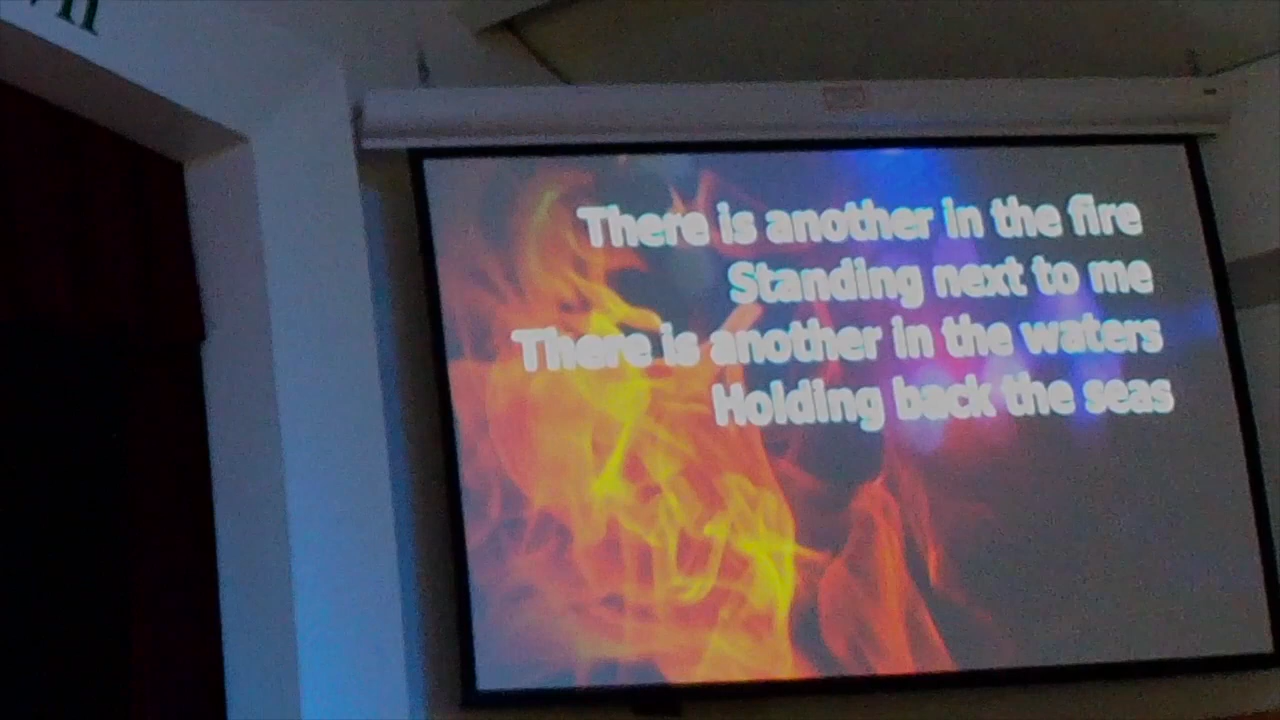 There is another in the fire
Standing next to me
There is another in the waters
Holding back the seas